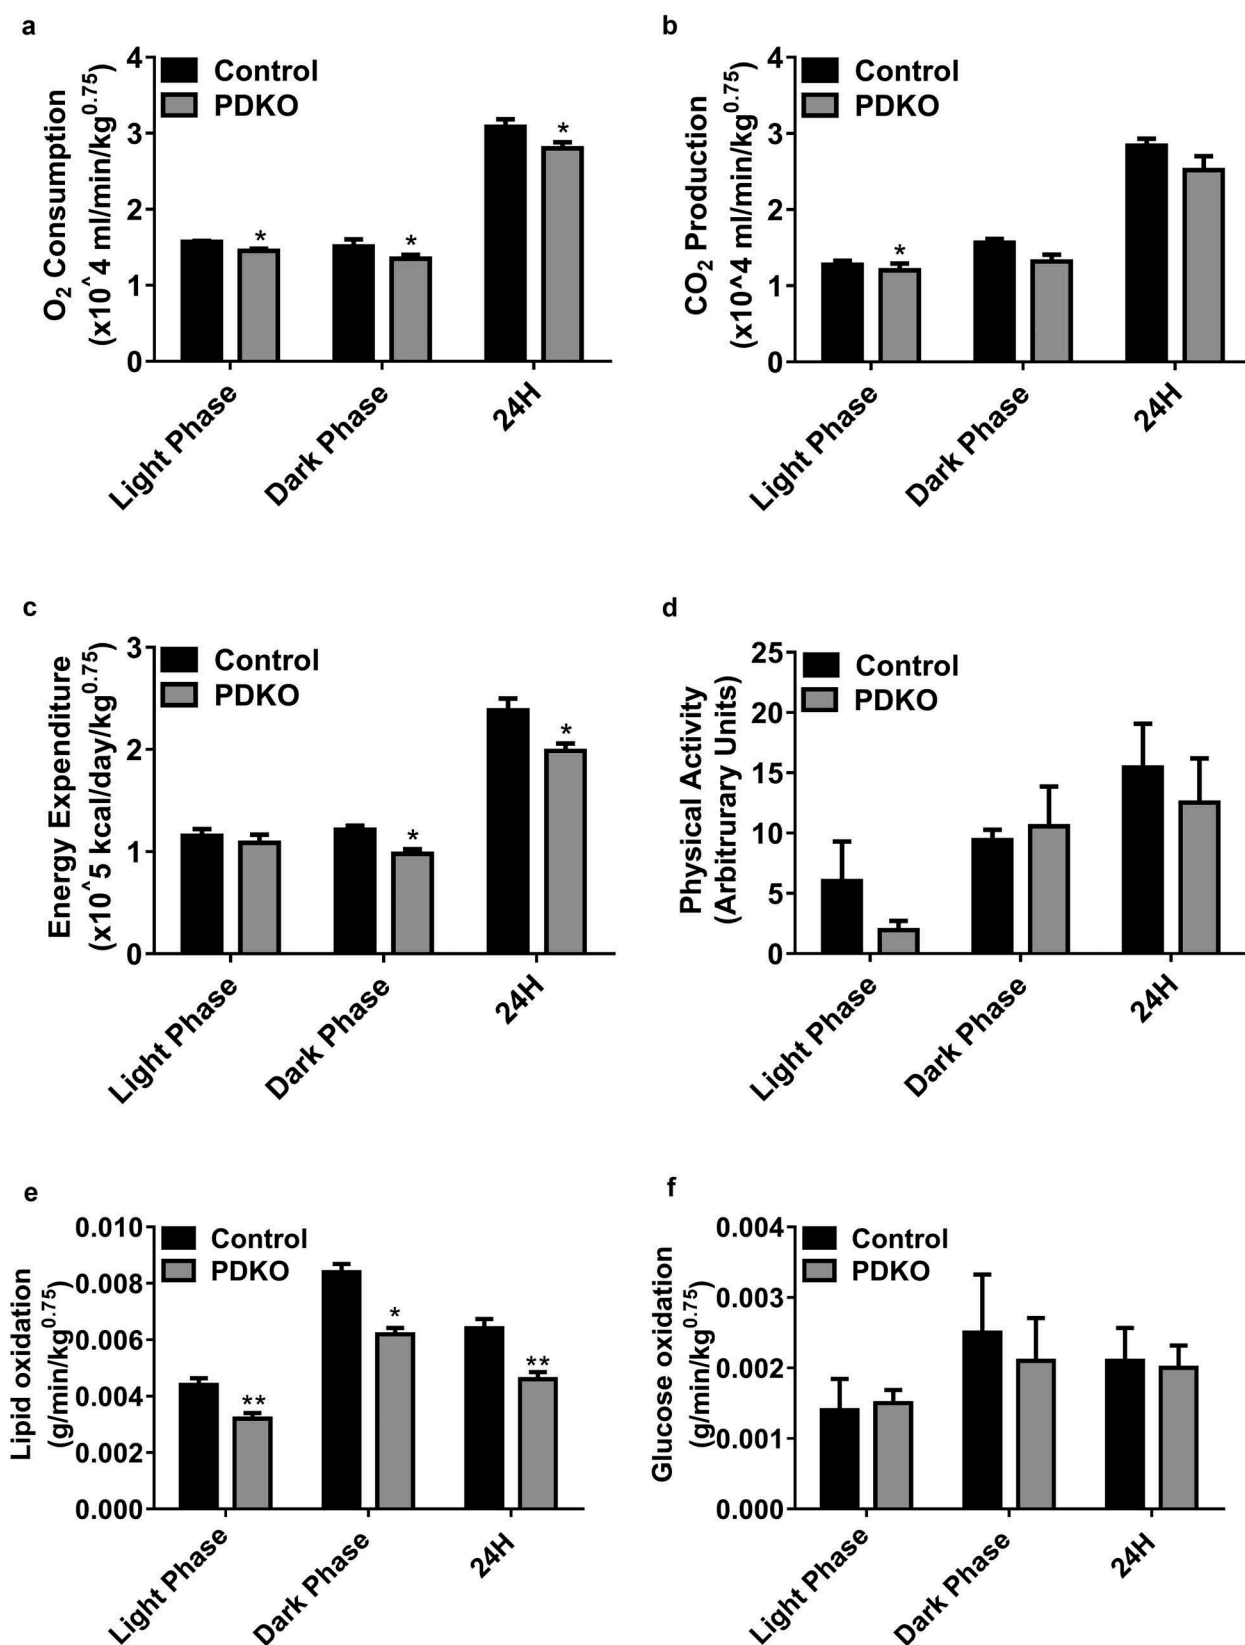 a
O2 Consumption
(x10^4 ml/min/kg0.75)
4
3
2
1
0
Control
PDKO
*
*
*
Light Phase
Dark Phase
24H
b
CO2 Production
(x10^4 ml/min/kg0.75)
4
3
2
1
0
Control
PDKO
*
Light Phase
Dark Phase
24H
c
Energy Expenditure
(x10^5 kcal/day/kg0.75)
3
2
1
0
Control
PDKO
*
*
Light Phase
Dark Phase
24H
d
Physical Activity
(Arbitrurary Units)
25
20
15
10
5
0
Control
PDKO
Light Phase
Dark Phase
24H
e
Lipid oxidation
(g/min/kg0.75)
0.010
0.008
0.006
0.004
0.002
0.000
Control
PDKO
**
*
**
Light Phase
Dark Phase
24H
f
Glucose oxidation
(g/min/kg0.75)
0.004
0.003
0.002
0.001
0.000
Control
PDKO
Light Phase
Dark Phase
24H